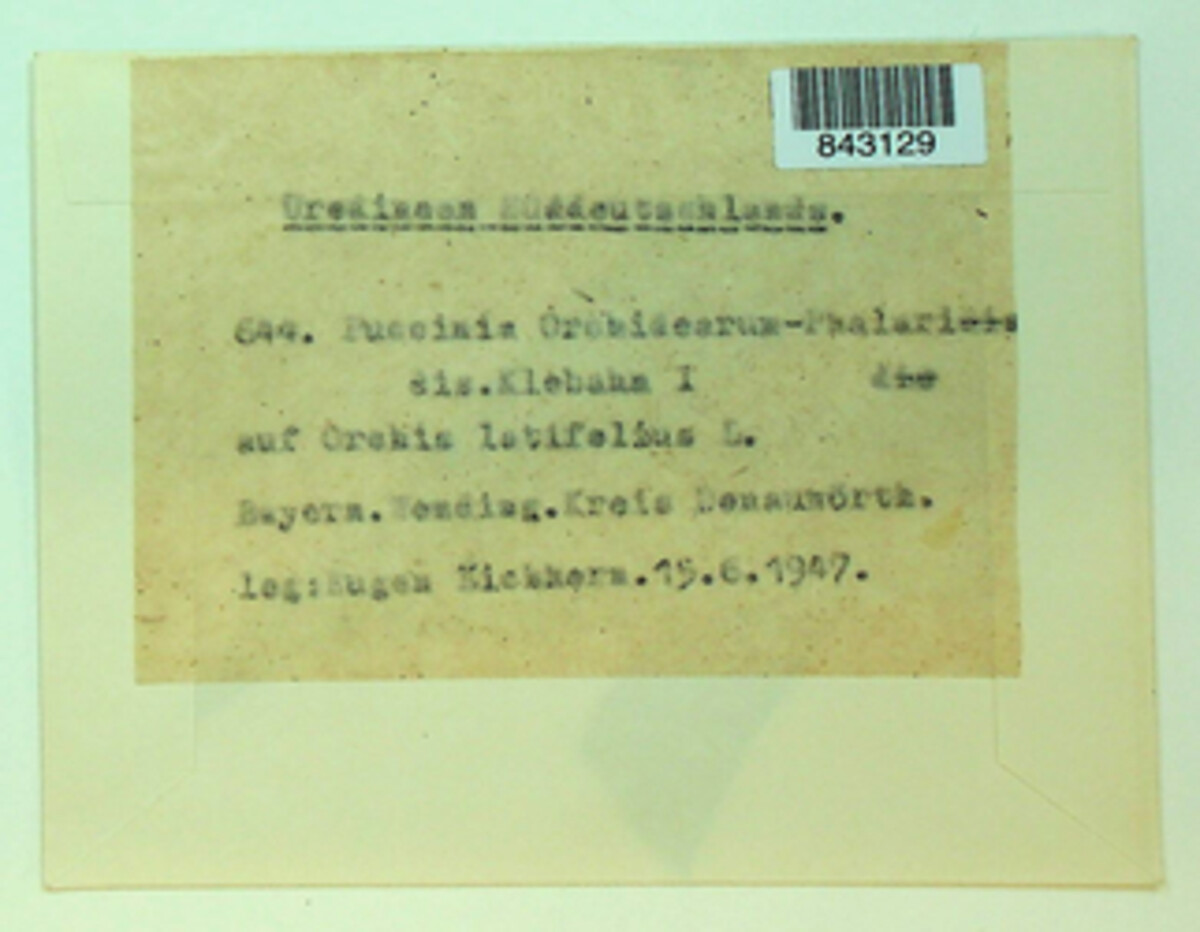 843129
Uredineen Süddeutschlands.
644. Puccinia Orchidearum-Phalaridis
dis.Klebahn I
auf Orchis latifolius L.
Bayern.Wemding.Kreis Donauwörth.
leg:Eugen Eichhorn.15.6.1947.